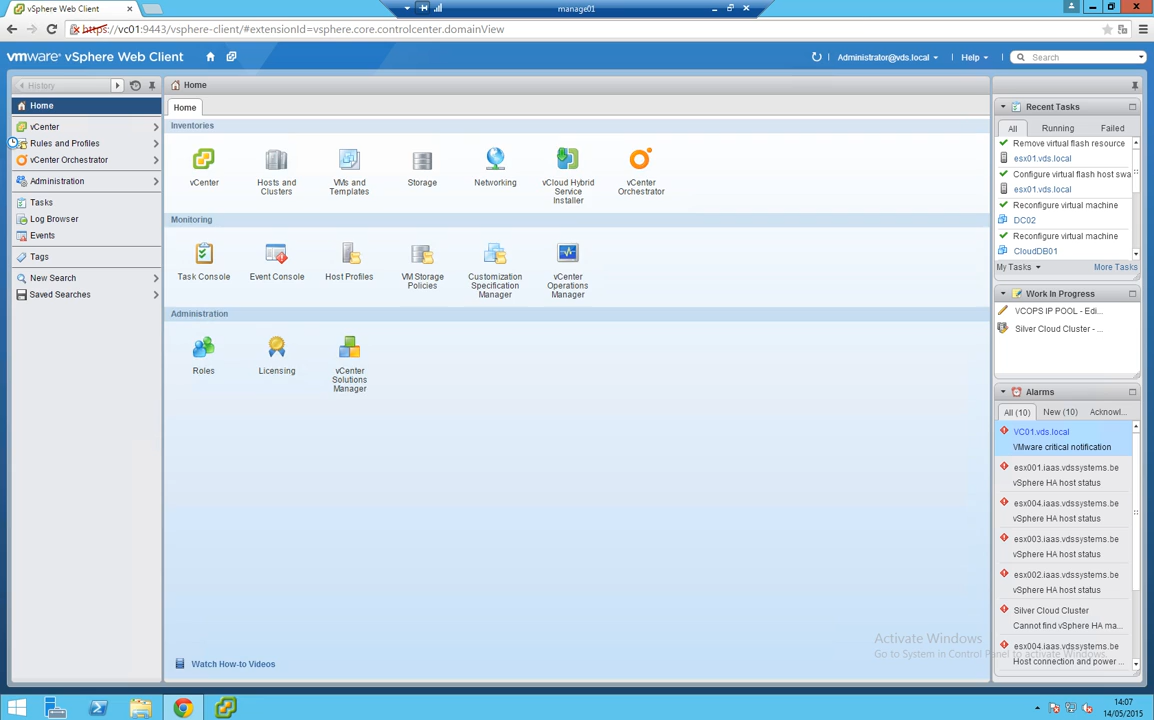 vSphere Web Client
manage01
https://vc01:9443/vsphere-client/#extensionId=vsphere.core.controlcenter.domainView
vmware® vSphere Web Client
Administrator@vds.local
Help
Search
History
Home
vCenter
Rules and Profiles
vCenter Orchestrator
Administration
Tasks
Log Browser
Events
Tags
New Search
Saved Searches
Home
Home
Inventories
vCenter
Hosts and
Clusters
VMs and
Templates
Storage
Networking
vCloud Hybrid
Service
Installer
vCenter
Orchestrator
Monitoring
Task Console
Event Console
Host Profiles
VM Storage
Policies
Customization
Specification
Manager
vCenter
Operations
Manager
Administration
Roles
Licensing
vCenter
Solutions
Manager
Watch How-to Videos
Recent Tasks
All
Running
Failed
Remove virtual flash resource
esx01.vds.local
Configure virtual flash host swa
esx01.vds.local
Reconfigure virtual machine
DC02
Reconfigure virtual machine
CloudDB01
My Tasks
More Tasks
Work In Progress
VCOPS IP POOL - Edi...
Silver Cloud Cluster - ...
Alarms
All (10)
New (10)
Acknowl...
VC01.vds.local
VMware critical notification
esx001.iaas.vdssystems.be
vSphere HA host status
esx004.iaas.vdssystems.be
vSphere HA host status
esx003.iaas.vdssystems.be
vSphere HA host status
esx002.iaas.vdssystems.be
vSphere HA host status
Silver Cloud Cluster
Cannot find vSphere HA ma...
esx004.iaas.vdssystems.be
Host connection and power ...
Activate Windows
Go to System in Control Panel to activate Windows.
14:07
14/05/2015